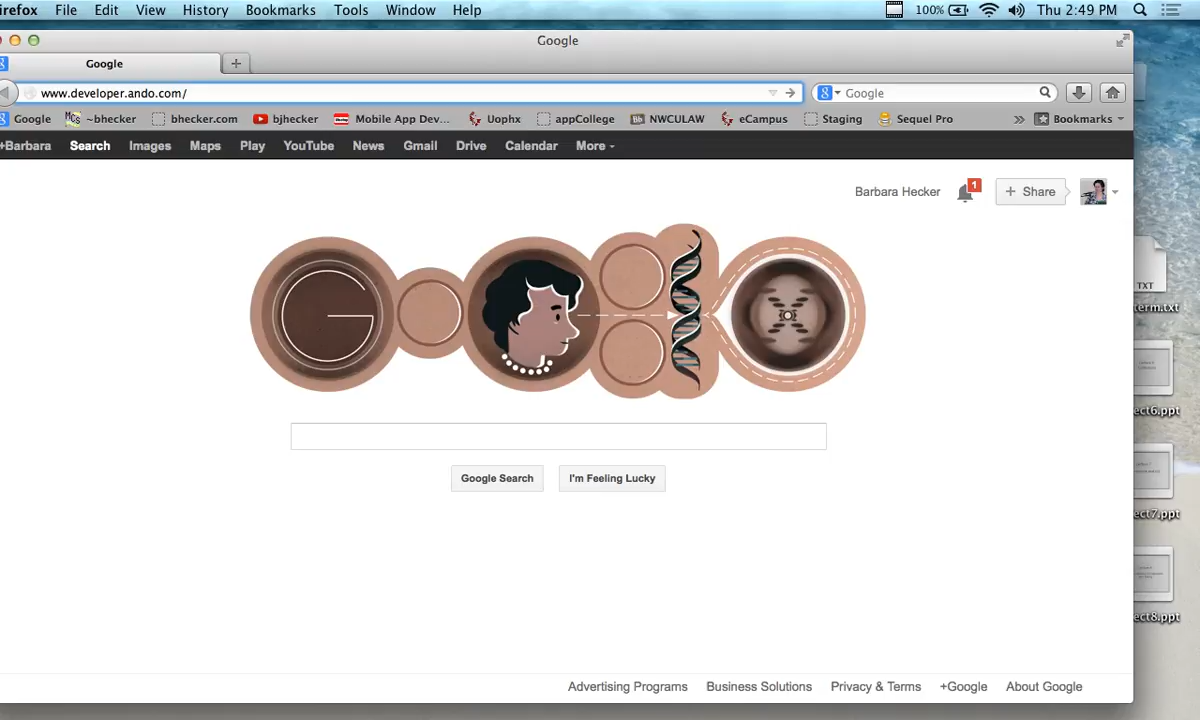 irefox File Edit View History Bookmarks Tools Window Help 100% Thu 2:49 PM
Google
Google
www.developer.ando.com/ Google
Google ~bhecker bhecker.com bjhecker Mobile App Dev... Uophx appCollege NWCULAW eCampus Staging Sequel Pro » Bookmarks
+Barbara Search Images Maps Play YouTube News Gmail Drive Calendar More
Barbara Hecker 1 + Share
TXT
term.txt
ect6.ppt
Google Search I'm Feeling Lucky
ect7.ppt
ect8.ppt
Advertising Programs Business Solutions Privacy & Terms +Google About Google